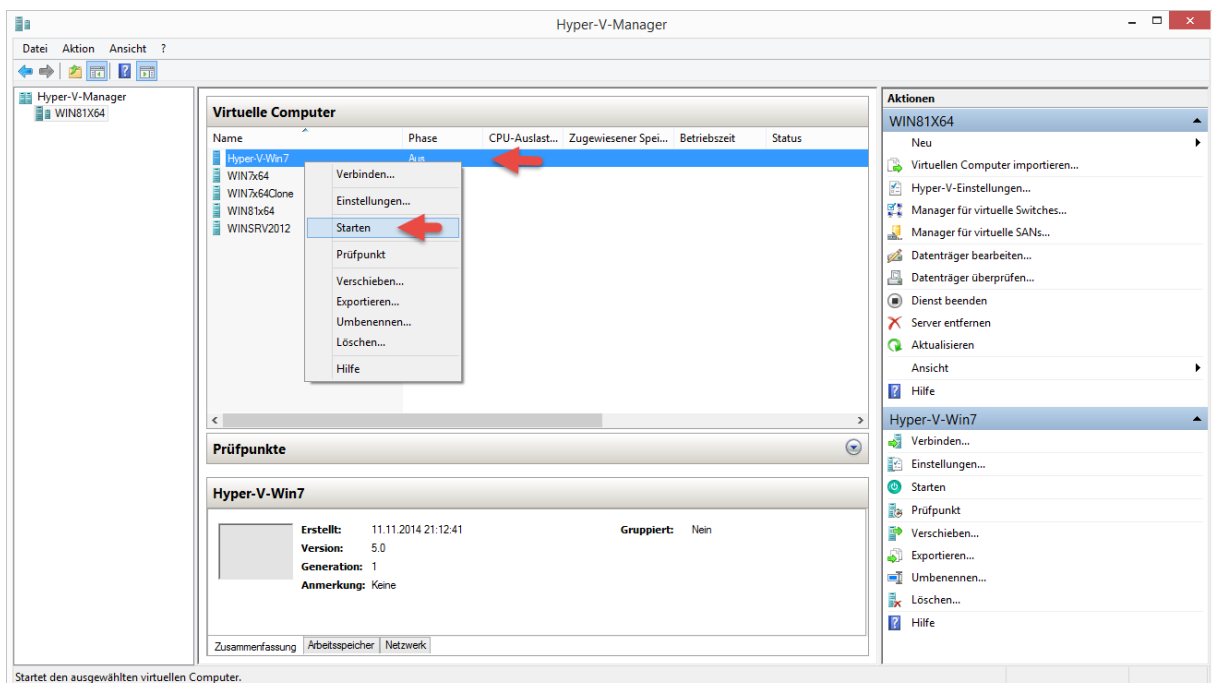 Hyper-V-Manager
Datei Aktion Ansicht ?
Hyper-V-Manager
WIN81X64
Virtuelle Computer
Name Phase CPU-Auslast... Zugewiesener Spei... Betriebszeit Status
Hyper-V-Win7 Aus
WIN7x64
WIN7x64Clone
WIN81x64
WINSRV2012
Verbinden...
Einstellungen...
Starten
Prüfpunkt
Verschieben...
Exportieren...
Umbenennen...
Löschen...
Hilfe
Prüfpunkte
Hyper-V-Win7
Erstellt: 11.11.2014 21:12:41 Gruppiert: Nein
Version: 5.0
Generation: 1
Anmerkung: Keine
Zusammenfassung Arbeitsspeicher Netzwerk
Aktionen
WIN81X64
Neu
Virtuellen Computer importieren...
Hyper-V-Einstellungen...
Manager für virtuelle Switches...
Manager für virtuelle SANs...
Datenträger bearbeiten...
Datenträger überprüfen...
Dienst beenden
Server entfernen
Aktualisieren
Ansicht
Hilfe
Hyper-V-Win7
Verbinden...
Einstellungen...
Starten
Prüfpunkt
Verschieben...
Exportieren...
Umbenennen...
Löschen...
Hilfe
Startet den ausgewählten virtuellen Computer.